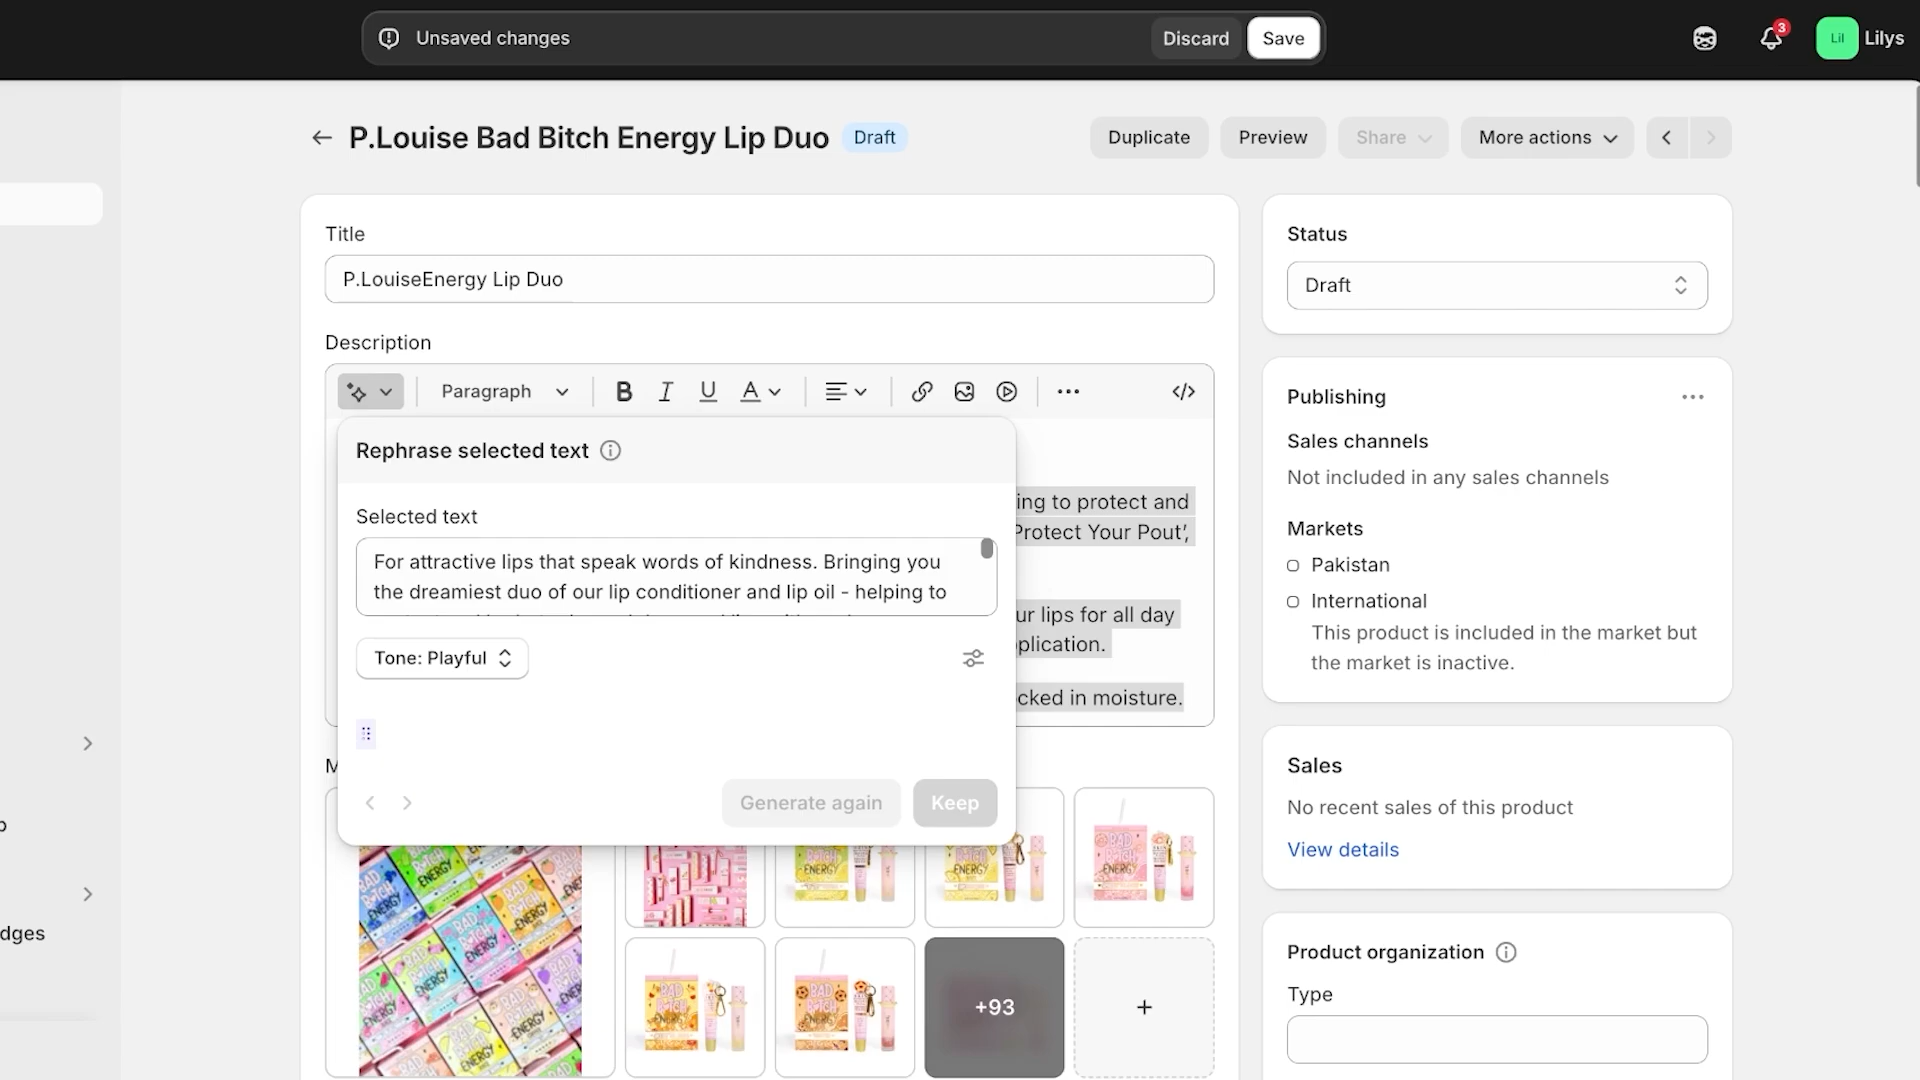 Unsaved changes
Discard
Save
3
Lil
Lilys
P.Louise Bad Bitch Energy Lip Duo
Draft
Duplicate
Preview
Share
More actions
Title
P.LouiseEnergy Lip Duo
Description
Paragraph
B I U A
Rephrase selected text
Selected text
For attractive lips that speak words of kindness. Bringing you
the dreamiest duo of our lip conditioner and lip oil - helping to
Tone: Playful
Generate again
Keep
ing to protect and
Protect Your Pout',
ur lips for all day
plication.
cked in moisture.
M
+93
Status
Draft
Publishing
Sales channels
Not included in any sales channels
Markets
Pakistan
International
This product is included in the market but
the market is inactive.
Sales
No recent sales of this product
View details
Product organization
Type
dges